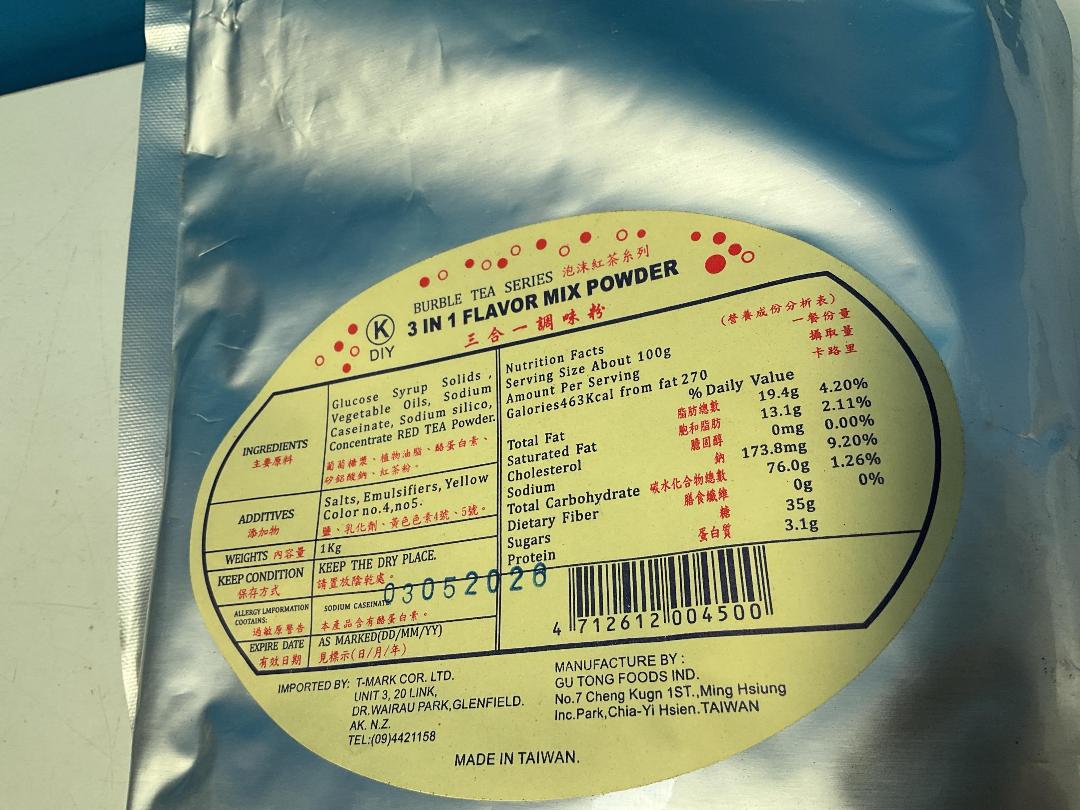 BURBLE TEA SERIES 泡沫紅茶系列
K 3 IN 1 FLAVOR MIX POWDER
DIY 三合一調味粉
INGREDIENTS
主要原料
Glucose Syrup Solids,
Vegetable Oils, Sodium
Caseinate, Sodium silico,
Concentrate RED TEA Powder.
葡萄糖漿、植物油脂、酪蛋白素、
矽鋁酸鈉、紅茶粉。
ADDITIVES
添加物
Salts, Emulsifiers, Yellow
Color no.4,no5.
鹽、乳化劑、黃色色素4號、5號。
WEIGHTS 內容量
1Kg
KEEP CONDITION
保存方式
KEEP THE DRY PLACE.
請置放陰乾處。
ALLERGY LMFORMATION
COOTAINS:
過敏原警告
SODIUM CASEINATE
本產品含有酪蛋白素。
03052026
EXPIRE DATE
有效日期
AS MARKED(DD/MM/YY)
見標示(日/月/年)
Nutrition Facts (營養成份分析表)
Serving Size About 100g 一餐份量
Amount Per Serving 攝取量
Calories463Kcal from fat 270 卡路里
% Daily Value
Total Fat 脂肪總數 19.4g 4.20%
Saturated Fat 飽和脂肪 13.1g 2.11%
Cholesterol 膽固醇 0mg 0.00%
Sodium 鈉 173.8mg 9.20%
Total Carbohydrate 碳水化合物總數 76.0g 1.26%
Dietary Fiber 膳食纖維 0g 0%
Sugars 糖 35g
Protein 蛋白質 3.1g
4 712612 004500
IMPORTED BY: T-MARK COR. LTD.
UNIT 3, 20 LINK,
DR.WAIRAU PARK,GLENFIELD.
AK. N.Z.
TEL:(09)4421158
MANUFACTURE BY :
GU TONG FOODS IND.
No.7 Cheng Kugn 1ST.,Ming Hsiung
Inc.Park,Chia-Yi Hsien.TAIWAN
MADE IN TAIWAN.